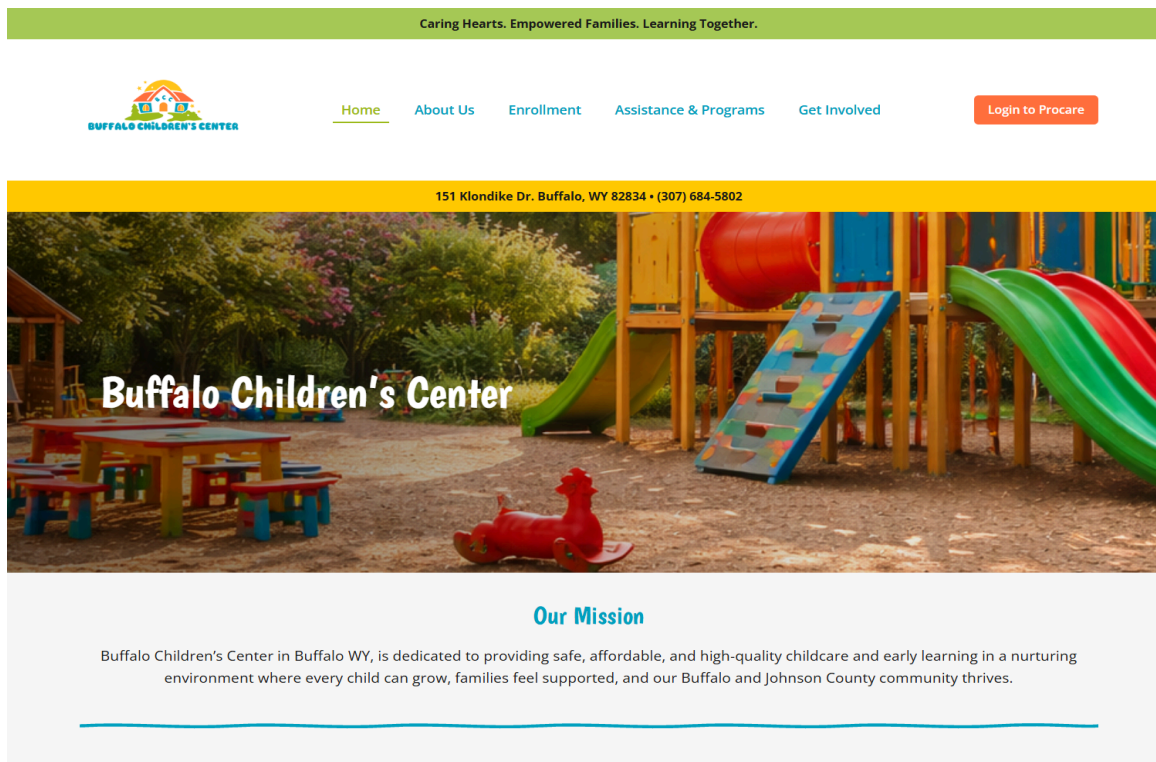 Caring Hearts. Empowered Families. Learning Together.
BUFFALO CHILDREN'S CENTER
Home
About Us
Enrollment
Assistance & Programs
Get Involved
Login to Procare
151 Klondike Dr. Buffalo, WY 82834 • (307) 684-5802
Buffalo Children's Center
Our Mission
Buffalo Children's Center in Buffalo WY, is dedicated to providing safe, affordable, and high-quality childcare and early learning in a nurturing
environment where every child can grow, families feel supported, and our Buffalo and Johnson County community thrives.